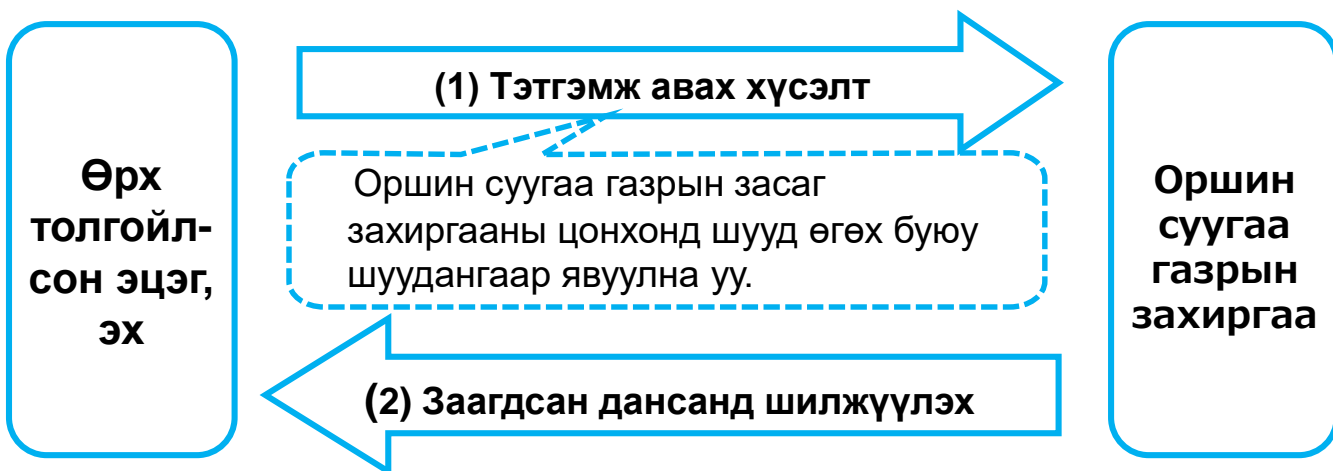 Өрх
толгойл-
сон эцэг,
эх
(1) Тэтгэмж авах хүсэлт
Оршин суугаа газрын засаг
захиргааны цонхонд шууд өгөх буюу
шуудангаар явуулна уу.
(2) Заагдсан дансанд шилжүүлэх
Оршин
суугаа
газрын
захиргаа